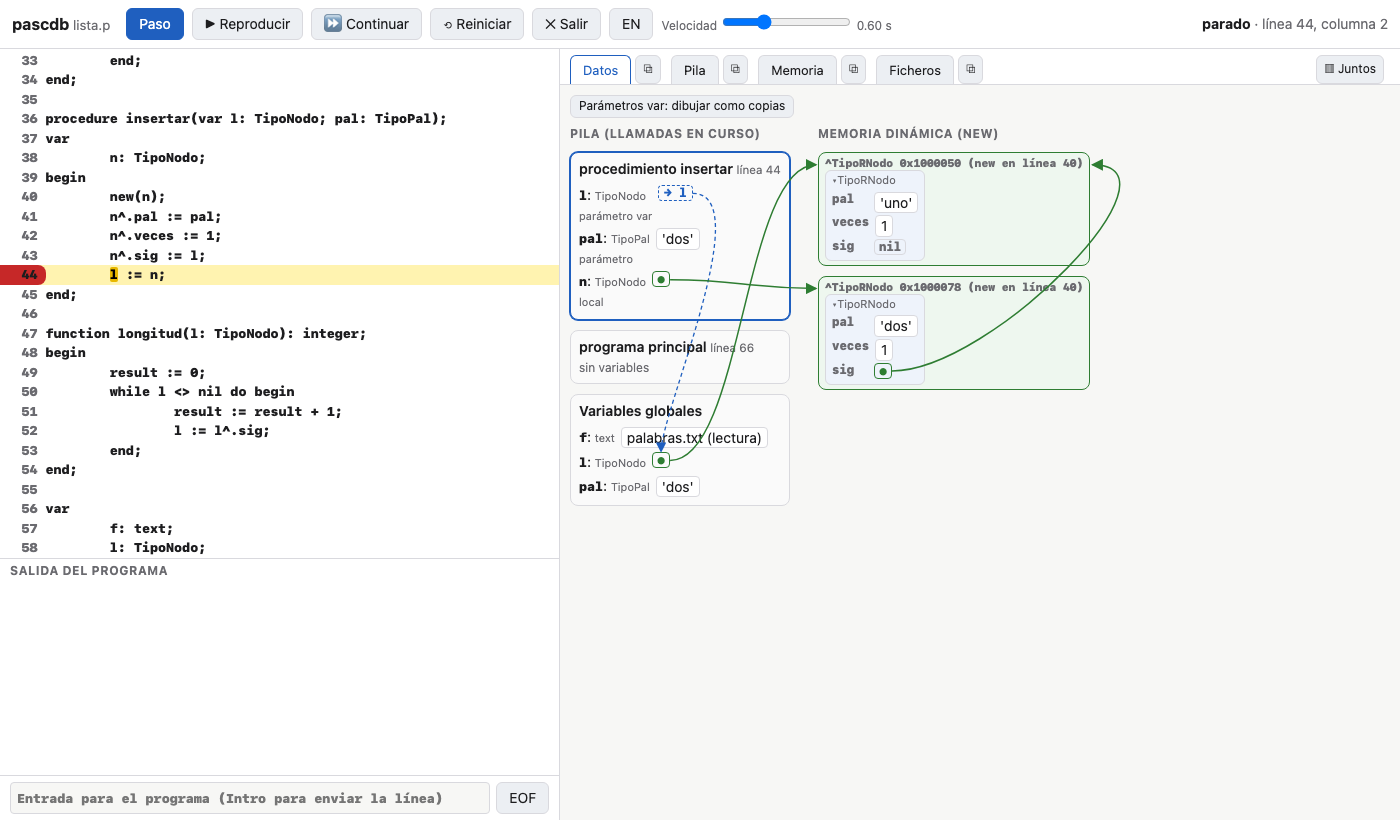 pascdb lista.p Paso ▶ Reproducir ⏩ Continuar ⟲ Reiniciar ✕ Salir EN Velocidad 0.60 s parado · línea 44, columna 2
33 end;
34 end;
35
36 procedure insertar(var l: TipoNodo; pal: TipoPal);
37 var
38 n: TipoNodo;
39 begin
40 new(n);
41 n^.pal := pal;
42 n^.veces := 1;
43 n^.sig := l;
44 l := n;
45 end;
46
47 function longitud(l: TipoNodo): integer;
48 begin
49 result := 0;
50 while l <> nil do begin
51 result := result + 1;
52 l := l^.sig;
53 end;
54 end;
55
56 var
57 f: text;
58 l: TipoNodo;
SALIDA DEL PROGRAMA
Entrada para el programa (Intro para enviar la línea) EOF
Datos Pila Memoria Ficheros Juntos
Parámetros var: dibujar como copias
PILA (LLAMADAS EN CURSO)
procedimiento insertar línea 44
l: TipoNodo → l
parámetro var
pal: TipoPal 'dos'
parámetro
n: TipoNodo
local
programa principal línea 66
sin variables
Variables globales
f: text palabras.txt (lectura)
l: TipoNodo
pal: TipoPal 'dos'
MEMORIA DINÁMICA (NEW)
^TipoRNodo 0x1000050 (new en línea 40)
▾TipoRNodo
pal 'uno'
veces 1
sig nil
^TipoRNodo 0x1000078 (new en línea 40)
▾TipoRNodo
pal 'dos'
veces 1
sig